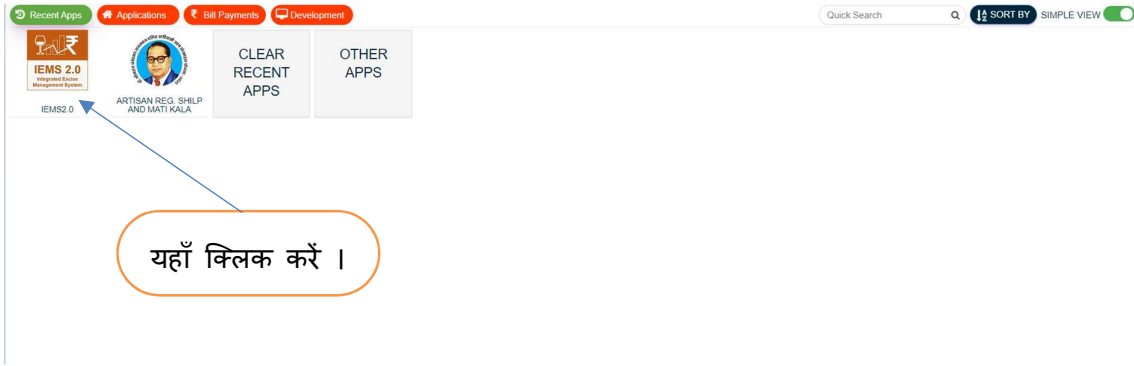 Recent Apps Applications ₹ Bill Payments Development Quick Search SORT BY SIMPLE VIEW
IEMS 2.0
Integrated Excise
Management System
IEMS2.0
ARTISAN REG. SHILP
AND MATI KALA
CLEAR
RECENT
APPS
OTHER
APPS
यहाँ क्लिक करें ।